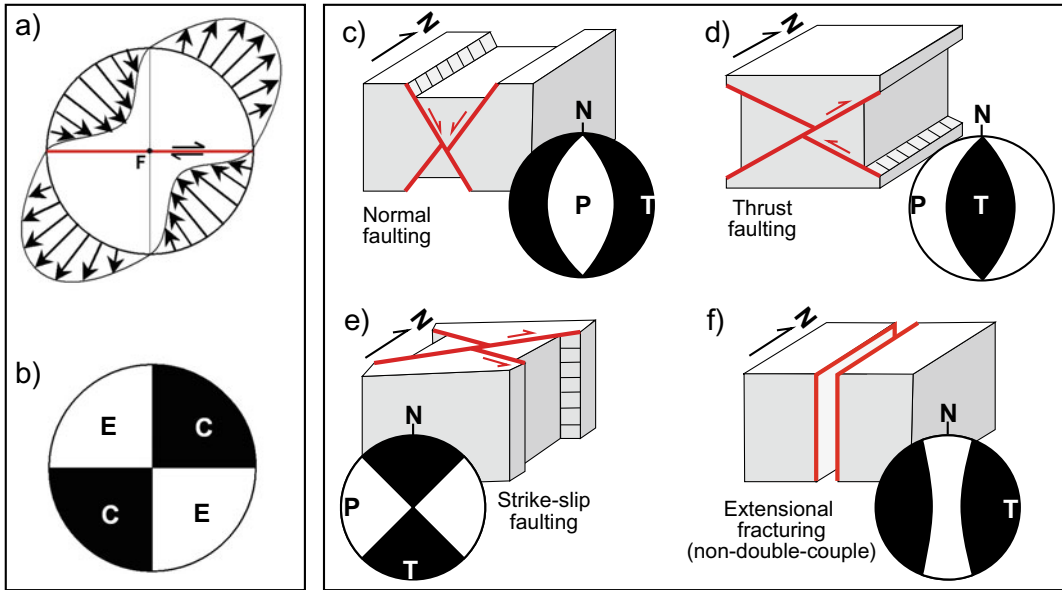 a)
F
b)
E
C
C
E
c)
N
N
P
T
Normal
faulting
d)
N
N
P
T
Thrust
faulting
e)
N
N
P
T
Strike-slip
faulting
f)
N
N
T
Extensional
fracturing
(non-double-couple)